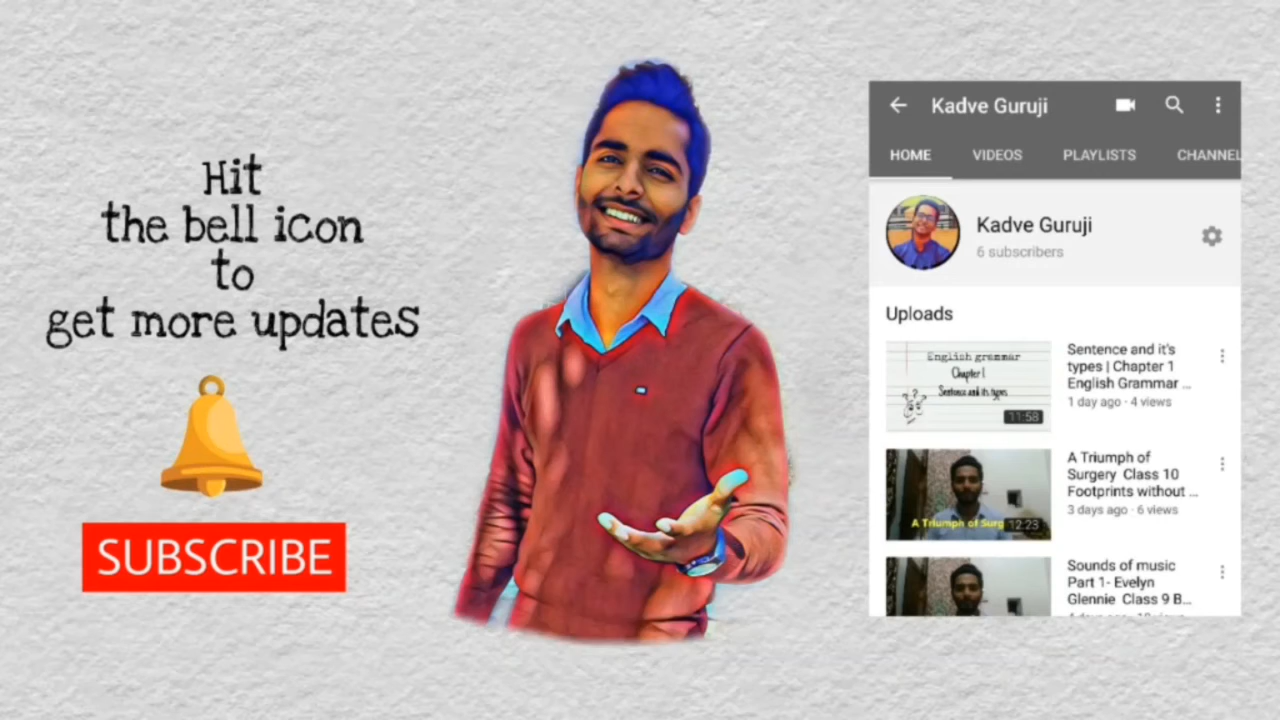 Hit
the bell icon
to
get more updates
SUBSCRIBE
Kadve Guruji
HOME VIDEOS PLAYLISTS CHANNEL
Kadve Guruji
6 subscribers
Uploads
English grammar
Chapter 1
Sentence and its types
11:58
Sentence and it's
types | Chapter 1
English Grammar ...
1 day ago · 4 views
A Triumph of Surg
12:23
A Triumph of
Surgery Class 10
Footprints without ...
3 days ago · 6 views
Sounds of music
Part 1- Evelyn
Glennie Class 9 B...